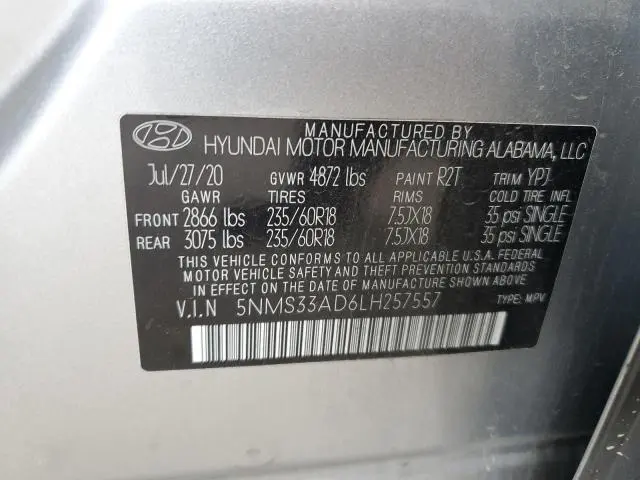 MANUFACTURED BY
HYUNDAI MOTOR MANUFACTURING ALABAMA, LLC
Jul/27/20 GVWR 4872 lbs PAINT R2T TRIM YPJ
GAWR TIRES RIMS COLD TIRE INFL
FRONT 2866 lbs 235/60R18 7.5JX18 35 psi SINGLE
REAR 3075 lbs 235/60R18 7.5JX18 35 psi SINGLE
THIS VEHICLE CONFORMS TO ALL APPLICABLE U.S.A. FEDERAL
MOTOR VEHICLE SAFETY AND THEFT PREVENTION STANDARDS
IN EFFECT ON THE DATE OF MANUFACTURE SHOWN ABOVE
V.I.N 5NMS33AD6LH257557 TYPE: MPV